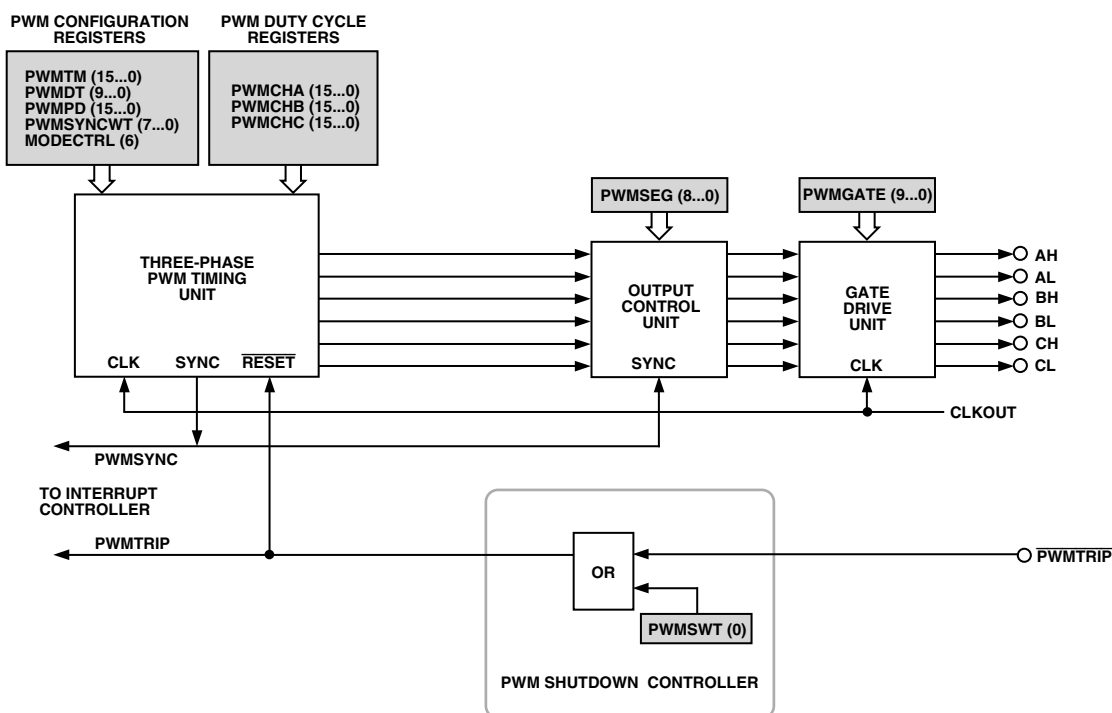 PWM CONFIGURATION
REGISTERS
PWMTM (15...0)
PWMDT (9...0)
PWMPD (15...0)
PWMSYNCWT (7...0)
MODECTRL (6)
PWM DUTY CYCLE
REGISTERS
PWMCHA (15...0)
PWMCHB (15...0)
PWMCHC (15...0)
PWMSEG (8...0)
PWMGATE (9...0)
THREE-PHASE
PWM TIMING
UNIT
CLK
SYNC
RESET
OUTPUT
CONTROL
UNIT
SYNC
GATE
DRIVE
UNIT
CLK
AH
AL
BH
BL
CH
CL
CLKOUT
PWMSYNC
TO INTERRUPT
CONTROLLER
PWMTRIP
OR
PWMTRIP
PWMSWT (0)
PWM SHUTDOWN CONTROLLER